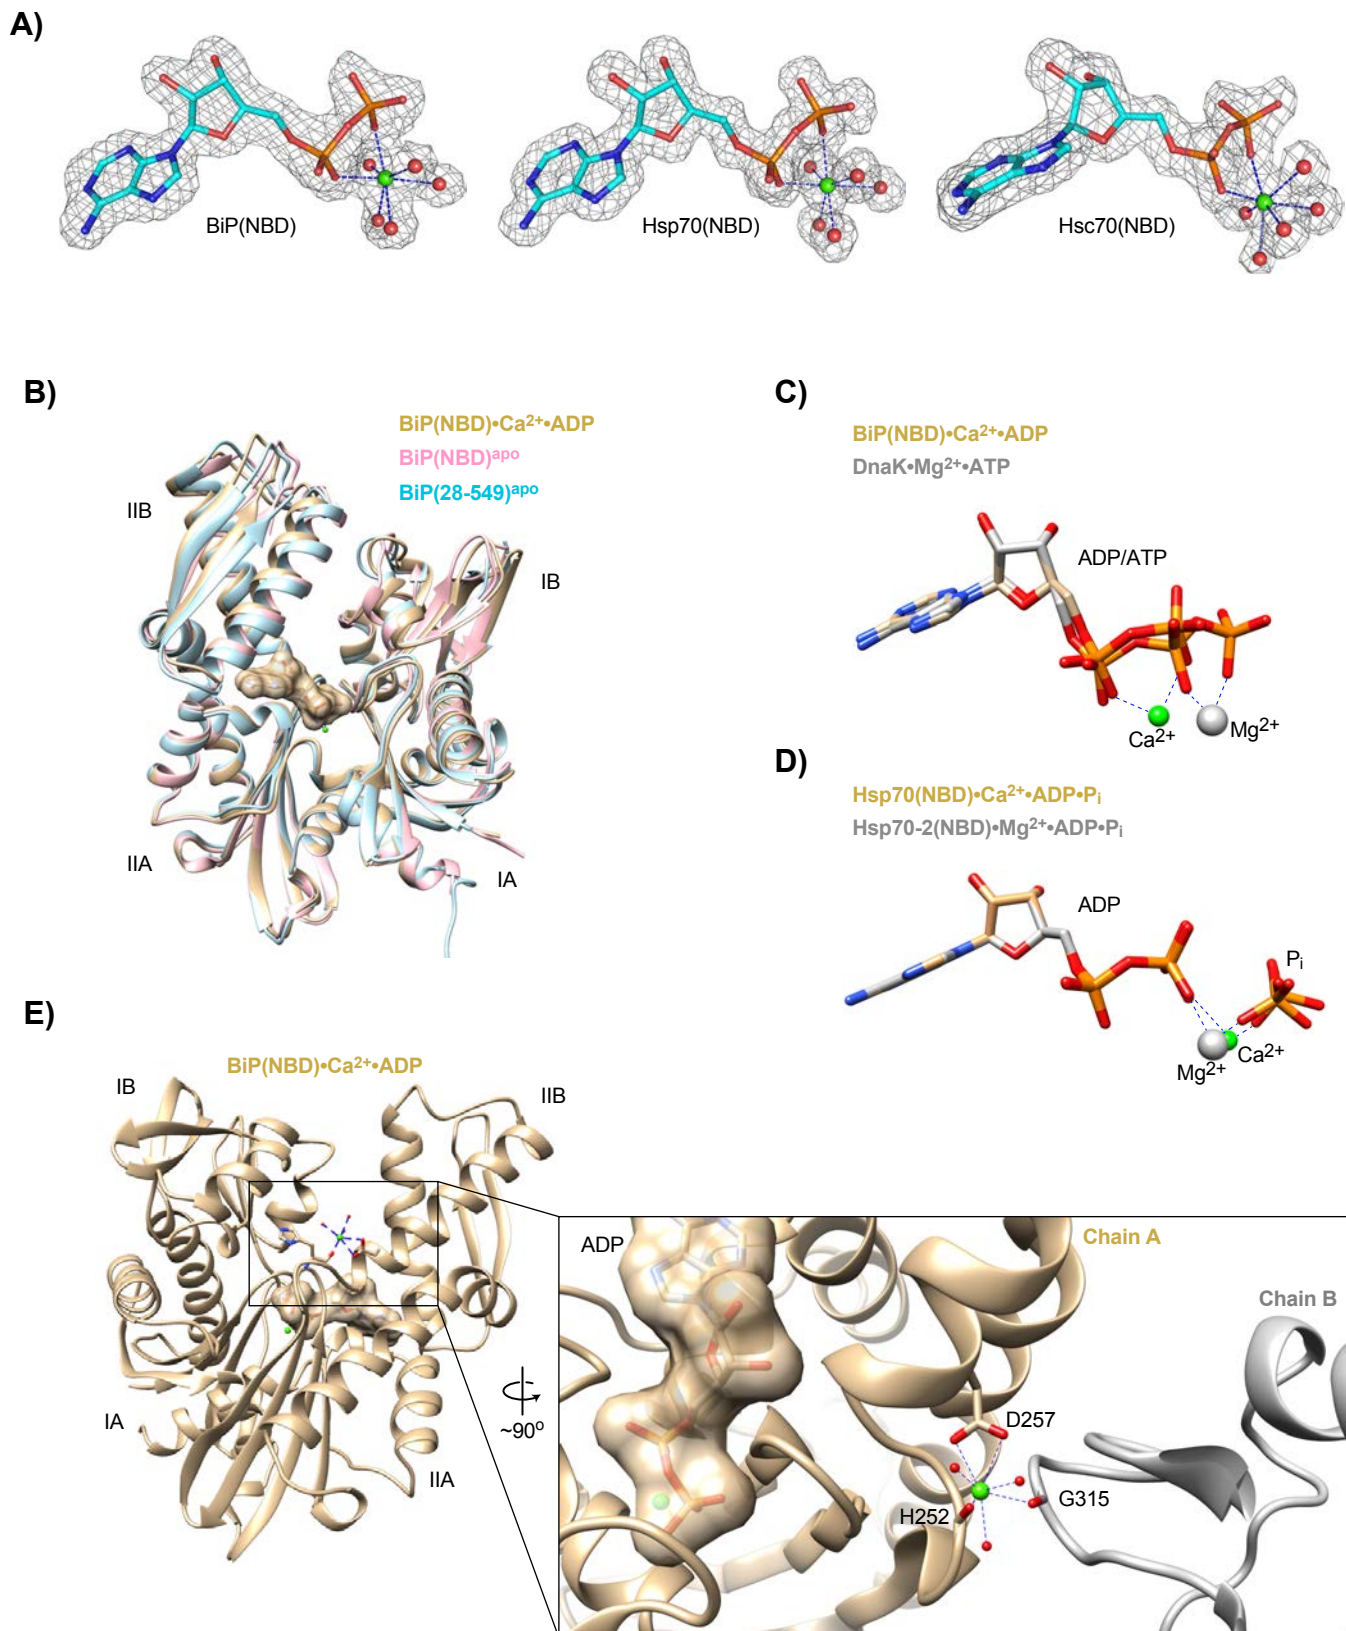 A)
BiP(NBD)
Hsp70(NBD)
Hsc70(NBD)
B)
BiP(NBD)•Ca²⁺•ADP
BiP(NBD)ᵃᵖᵒ
BiP(28-549)ᵃᵖᵒ
IIB
IB
IIA
IA
C)
BiP(NBD)•Ca²⁺•ADP
DnaK•Mg²⁺•ATP
ADP/ATP
Ca²⁺
Mg²⁺
D)
Hsp70(NBD)•Ca²⁺•ADP•Pᵢ
Hsp70-2(NBD)•Mg²⁺•ADP•Pᵢ
ADP
Pᵢ
Ca²⁺
Mg²⁺
E)
BiP(NBD)•Ca²⁺•ADP
IB
IIB
IA
IIA
~90º
ADP
Chain A
Chain B
D257
G315
H252